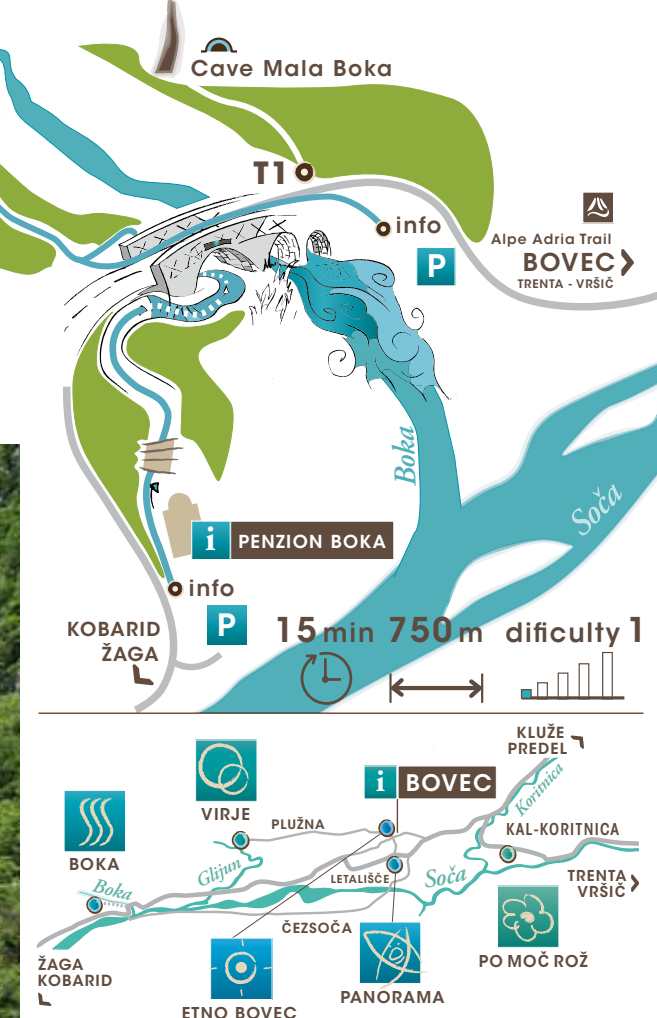 Cave Mala Boka
T1
info
P
Alpe Adria Trail
BOVEC
TRENTA - VRŠIČ
Boka
Soča
i PENZION BOKA
info
P
KOBARID
ŽAGA
15 min 750 m dificulty 1
KLUŽE
PREDEL
i BOVEC
Koritnica
VIRJE
PLUŽNA
KAL-KORITNICA
BOKA
Glijun
LETALIŠČE
Soča
TRENTA
VRŠIČ
Boka
ČEZSOČA
PO MOČ ROŽ
ŽAGA
KOBARID
PANORAMA
ETNO BOVEC